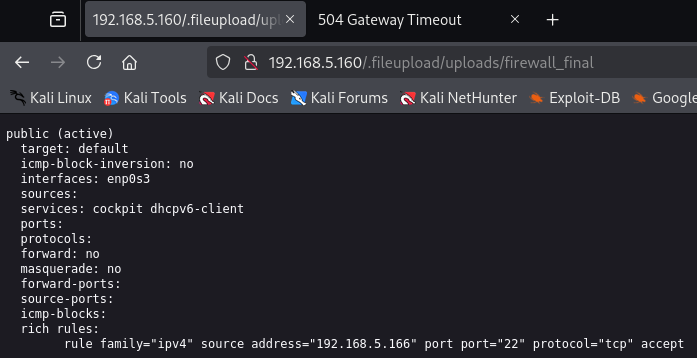 192.168.5.160/.fileupload/upl
504 Gateway Timeout
192.168.5.160/.fileupload/uploads/firewall_final
Kali Linux
Kali Tools
Kali Docs
Kali Forums
Kali NetHunter
Exploit-DB
Google
public (active)
  target: default
  icmp-block-inversion: no
  interfaces: enp0s3
  sources:
  services: cockpit dhcpv6-client
  ports:
  protocols:
  forward: no
  masquerade: no
  forward-ports:
  source-ports:
  icmp-blocks:
  rich rules:
        rule family="ipv4" source address="192.168.5.166" port port="22" protocol="tcp" accept